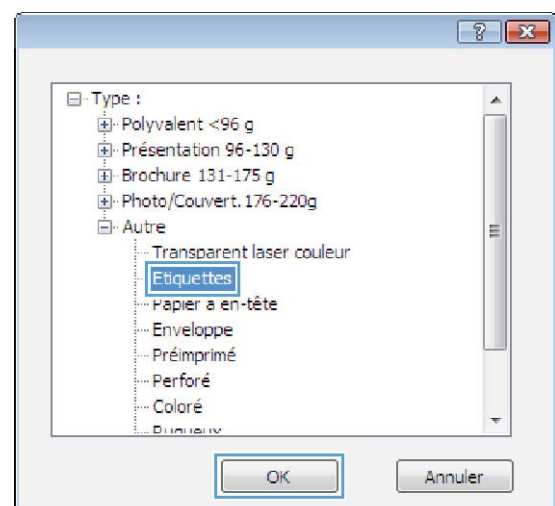 Type :
Polyvalent <96 g
Présentation 96-130 g
Brochure 131-175 g
Photo/Couvert. 176-220g
Autre
Transparent laser couleur
Etiquettes
Papier à en-tête
Enveloppe
Préimprimé
Perforé
Coloré
OK Annuler